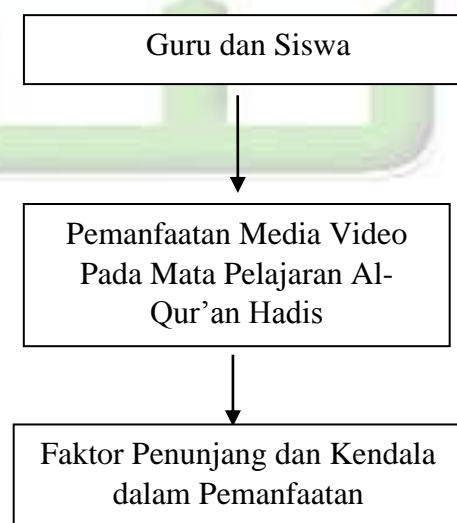 Guru dan Siswa
Pemanfaatan Media Video
Pada Mata Pelajaran Al-
Qur’an Hadis
Faktor Penunjang dan Kendala
dalam Pemanfaatan